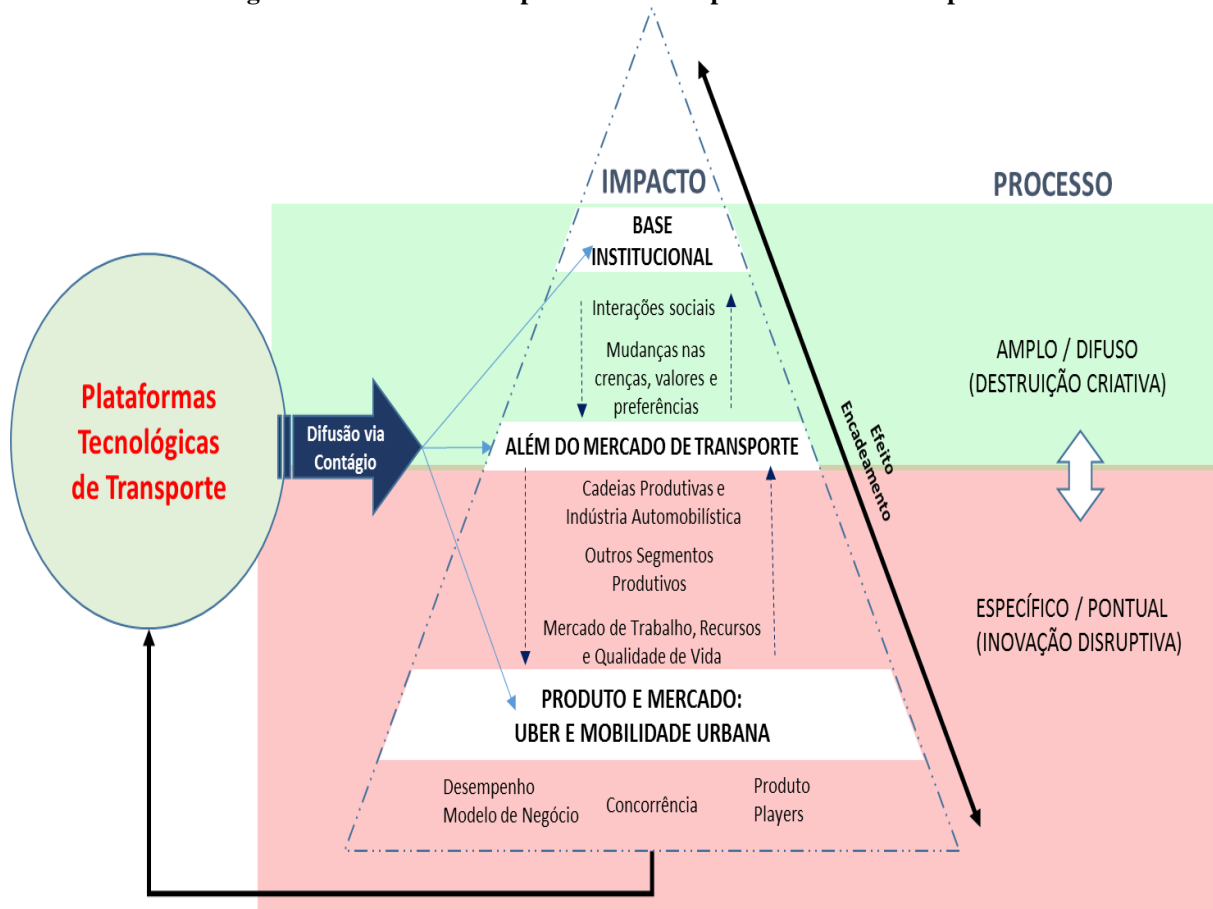 IMPACTO
PROCESSO
BASE
INSTITUCIONAL
Interações sociais
Mudanças nas
crenças, valores e
preferências
AMPLO / DIFUSO
(DESTRUIÇÃO CRIATIVA)
Plataformas
Tecnológicas
de Transporte
Difusão via
Contágio
ALÉM DO MERCADO DE TRANSPORTE
Efeito
Encadeamento
Cadeias Produtivas e
Indústria Automobilística
Outros Segmentos
Produtivos
Mercado de Trabalho, Recursos
e Qualidade de Vida
ESPECÍFICO / PONTUAL
(INOVAÇÃO DISRUPTIVA)
PRODUTO E MERCADO:
UBER E MOBILIDADE URBANA
Desempenho
Modelo de Negócio
Concorrência
Produto
Players